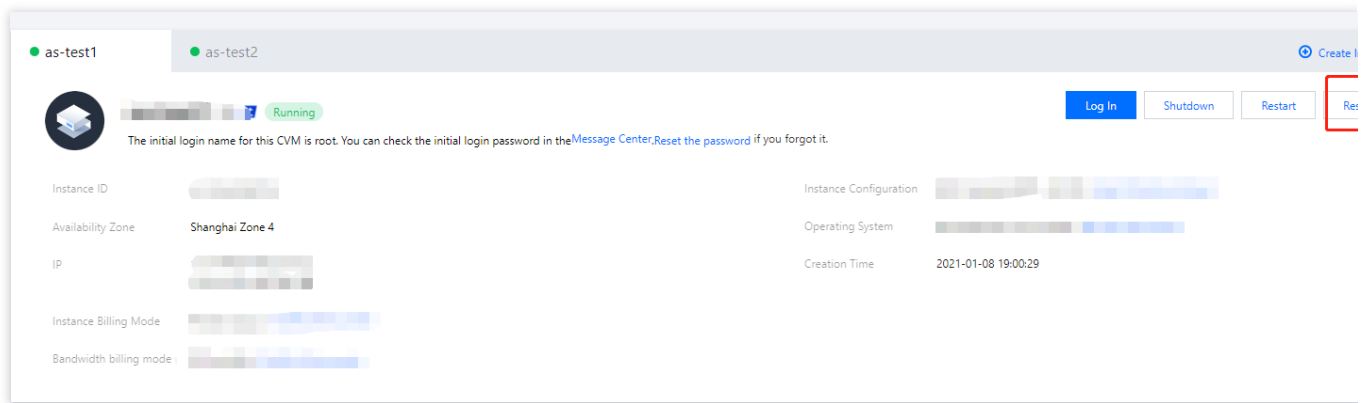 as-test1
as-test2
Create
Running
Log In
Shutdown
Restart
The initial login name for this CVM is root. You can check the initial login password in the Message Center,Reset the password if you forgot it.
Instance ID
Instance Configuration
Availability Zone
Shanghai Zone 4
Operating System
IP
Creation Time
2021-01-08 19:00:29
Instance Billing Mode
Bandwidth billing mode :